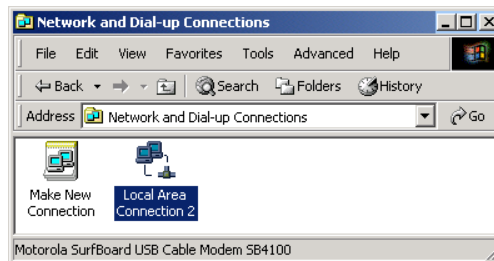 Network and Dial-up Connections
File Edit View Favorites Tools Advanced Help
Back Search Folders History
Address Network and Dial-up Connections Go
Make New Connection
Local Area Connection 2
Motorola SurfBoard USB Cable Modem SB4100